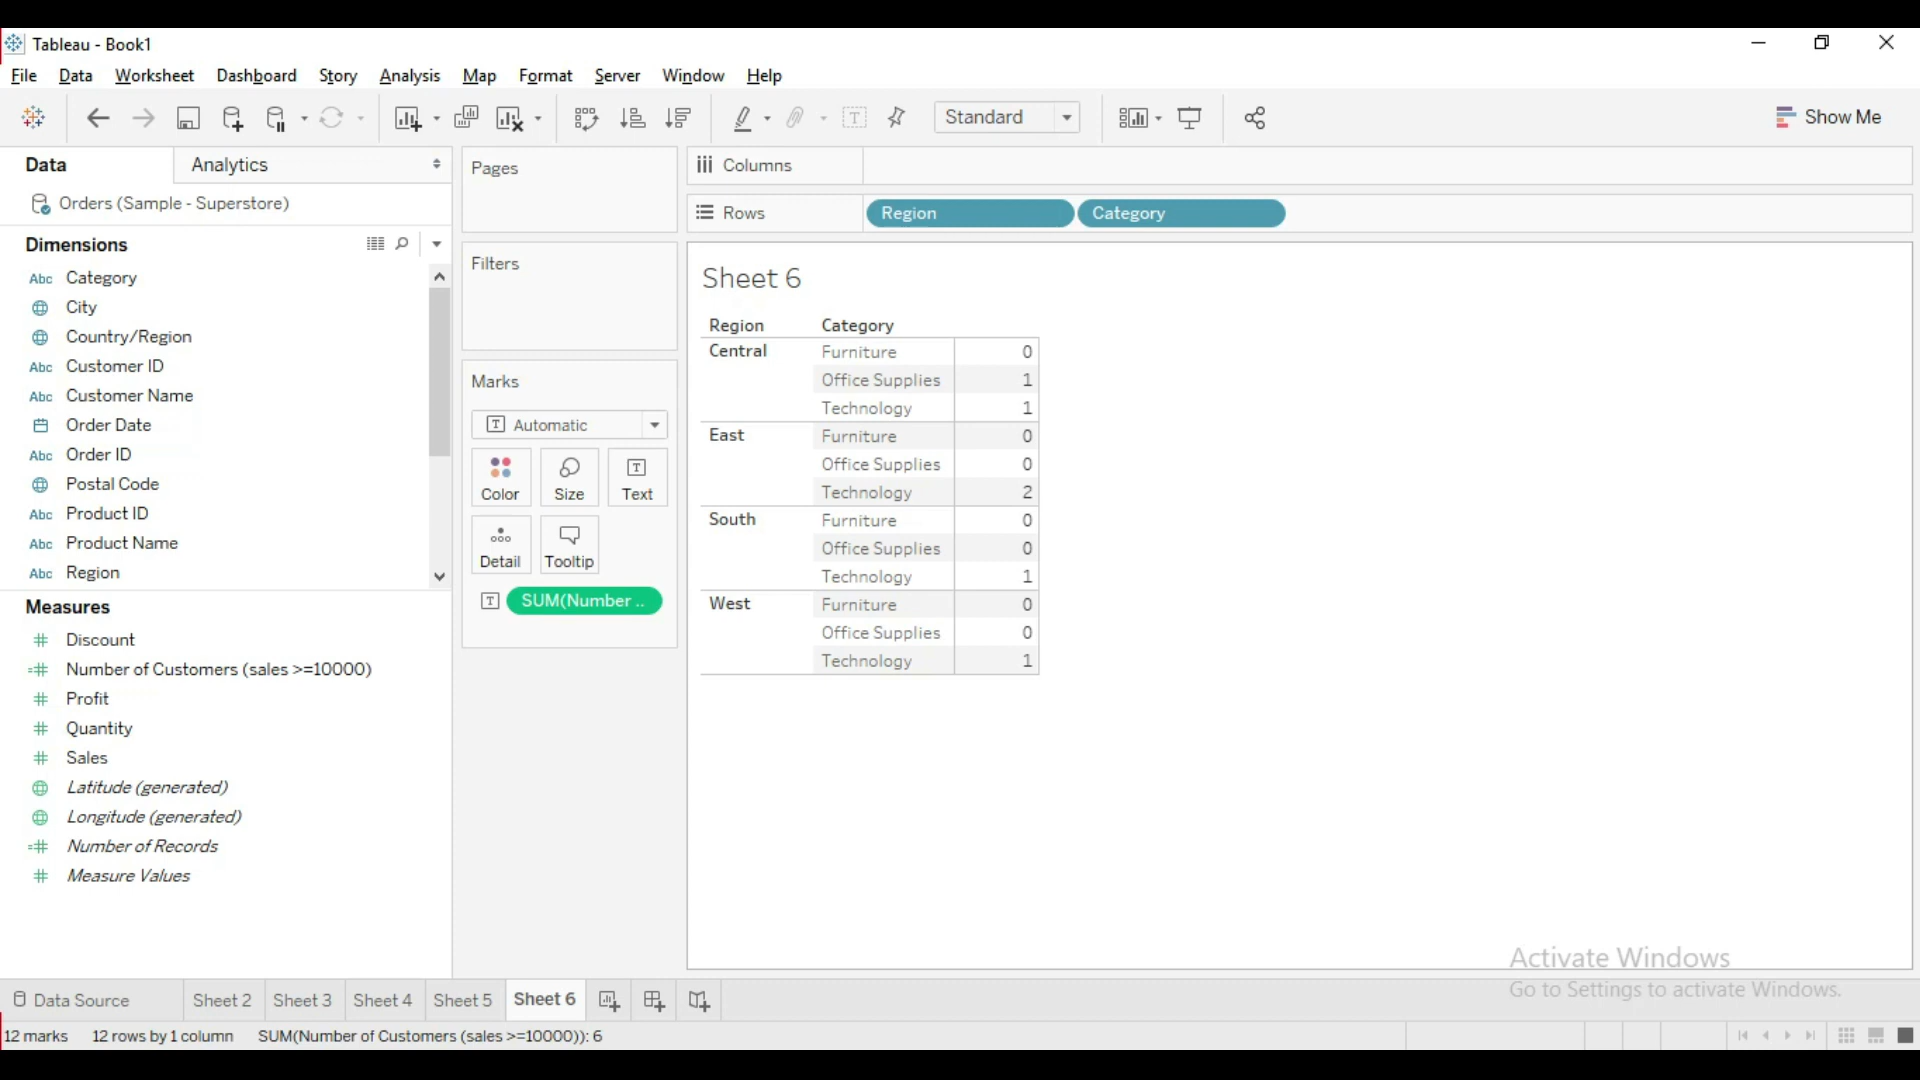 Tableau - Book1
File Data Worksheet Dashboard Story Analysis Map Format Server Window Help
Standard
Show Me
Data
Analytics
Orders (Sample - Superstore)
Dimensions
Abc Category
City
Country/Region
Abc Customer ID
Abc Customer Name
Order Date
Abc Order ID
Postal Code
Abc Product ID
Abc Product Name
Abc Region
Measures
Discount
Number of Customers (sales >=10000)
Profit
Quantity
Sales
Latitude (generated)
Longitude (generated)
Number of Records
Measure Values
Pages
Filters
Marks
Automatic
Color Size Text
Detail Tooltip
SUM(Number ..
Columns
Rows Region Category
Sheet 6
Region Category
Central Furniture 0
Office Supplies 1
Technology 1
East Furniture 0
Office Supplies 0
Technology 2
South Furniture 0
Office Supplies 0
Technology 1
West Furniture 0
Office Supplies 0
Technology 1
Activate Windows
Go to Settings to activate Windows.
Data Source Sheet 2 Sheet 3 Sheet 4 Sheet 5 Sheet 6
12 marks 12 rows by 1 column SUM(Number of Customers (sales >=10000)): 6